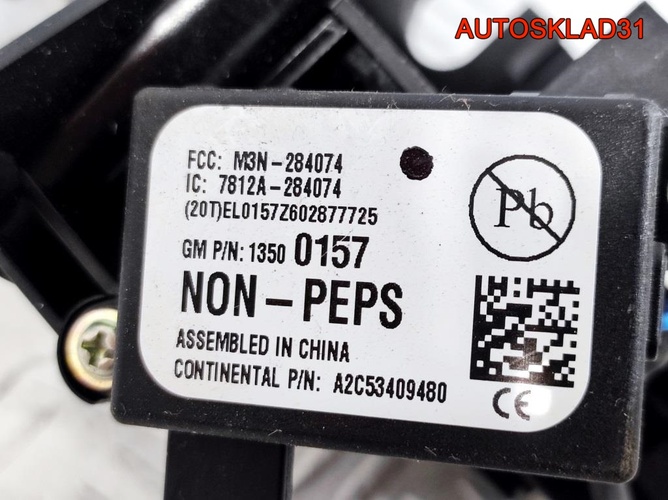 AUTOSKLAD31
FCC: M3N-284074
IC: 7812A-284074
(20T)EL0157Z602877725
GM P/N: 1350 0157
NON-PEPS
ASSEMBLED IN CHINA
CONTINENTAL P/N: A2C53409480
Pb
CE